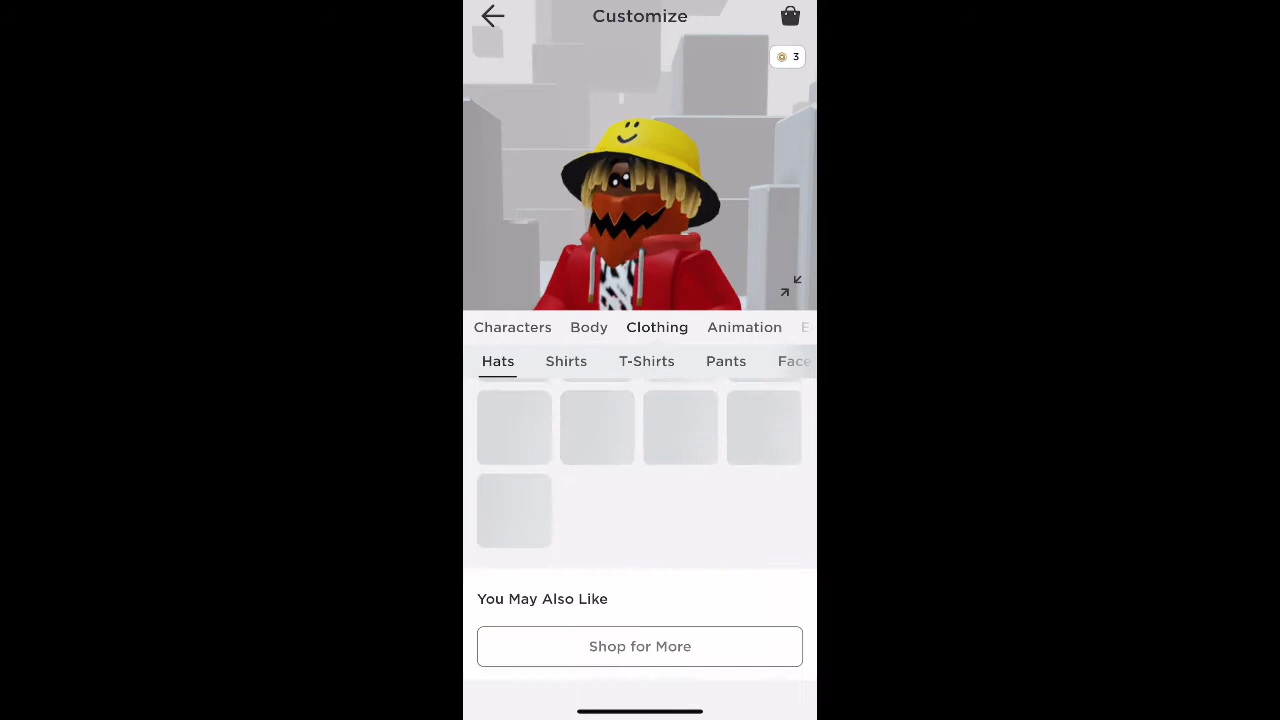 Customize
3
Characters Body Clothing Animation
Hats Shirts T-Shirts Pants Face
You May Also Like
Shop for More